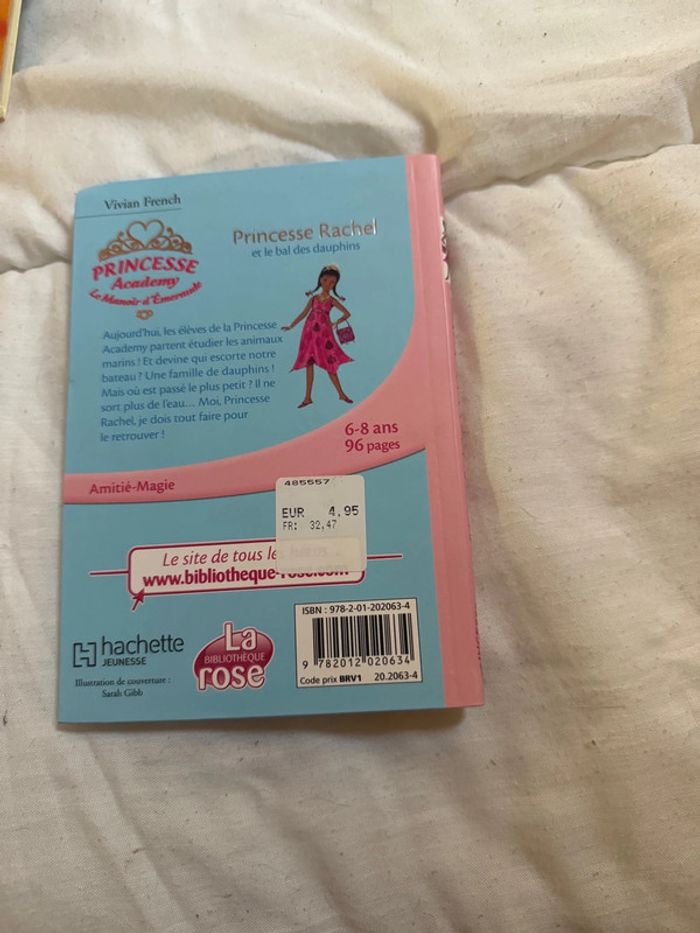 Vivian French
PRINCESSE
Academy
Le Manoir d'Émeraude
Princesse Rachel
et le bal des dauphins
Aujourd'hui, les élèves de la Princesse
Academy partent étudier les animaux
marins ! Et devine qui escorte notre
bateau ? Une famille de dauphins !
Mais où est passé le plus petit ? Il ne
sort plus de l'eau... Moi, Princesse
Rachel, je dois tout faire pour
le retrouver !
6-8 ans
96 pages
Amitié-Magie
485557
EUR 4.95
FR: 32,47
Le site de tous
www.bibliotheque-rose.com
hachette
JEUNESSE
Illustration de couverture :
Sarah Gibb
La
BIBLIOTHÈQUE
rose
ISBN : 978-2-01-202063-4
9 782012 020634
Code prix BRV1 20.2063-4